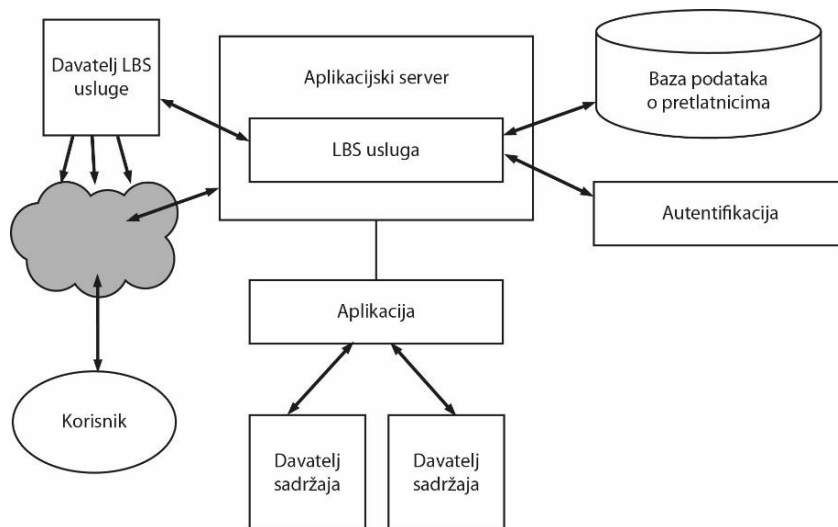 Davatelj LBS
usluge
Aplikacijski server
LBS usluga
Baza podataka
o pretlatnicima
Autentifikacija
Aplikacija
Korisnik
Davatelj
sadržaja
Davatelj
sadržaja